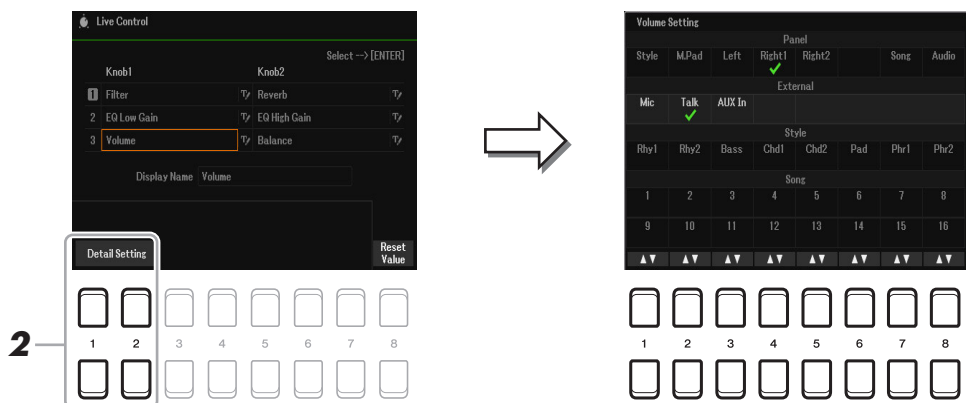 Live Control
Select --> [ENTER]
Knob1 Knob2
1 Filter Reverb
2 EQ Low Gain EQ High Gain
3 Volume Balance
Display Name Volume
Detail Setting
Reset
Value
2
1 2 3 4 5 6 7 8
Volume Setting
Panel
Style M.Pad Left Right1 Right2 Song Audio
External
Mic Talk AUX In
Style
Rhy1 Rhy2 Bass Chd1 Chd2 Pad Phr1 Phr2
Song
1 2 3 4 5 6 7 8
9 10 11 12 13 14 15 16
1 2 3 4 5 6 7 8